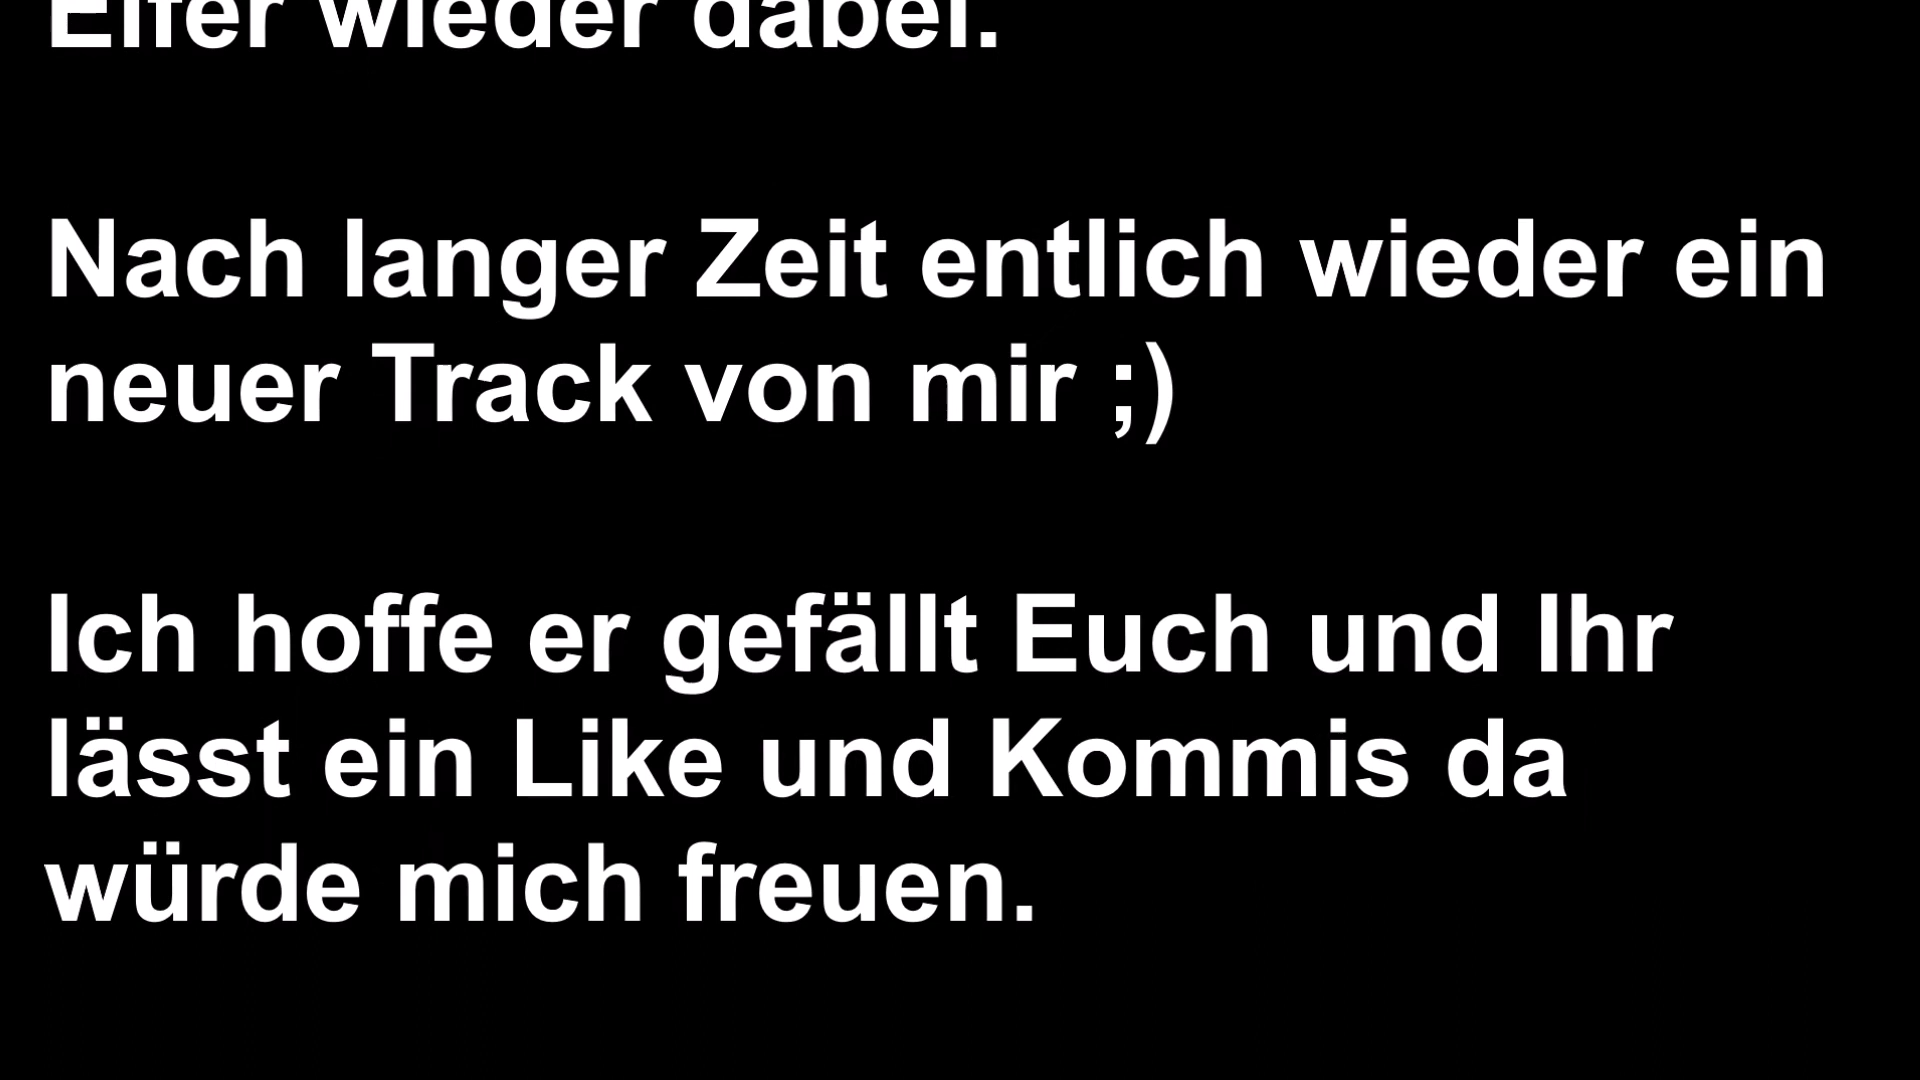 Eifer wieder dabei.
Nach langer Zeit entlich wieder ein
neuer Track von mir ;)
Ich hoffe er gefällt Euch und Ihr
lässt ein Like und Kommis da
würde mich freuen.